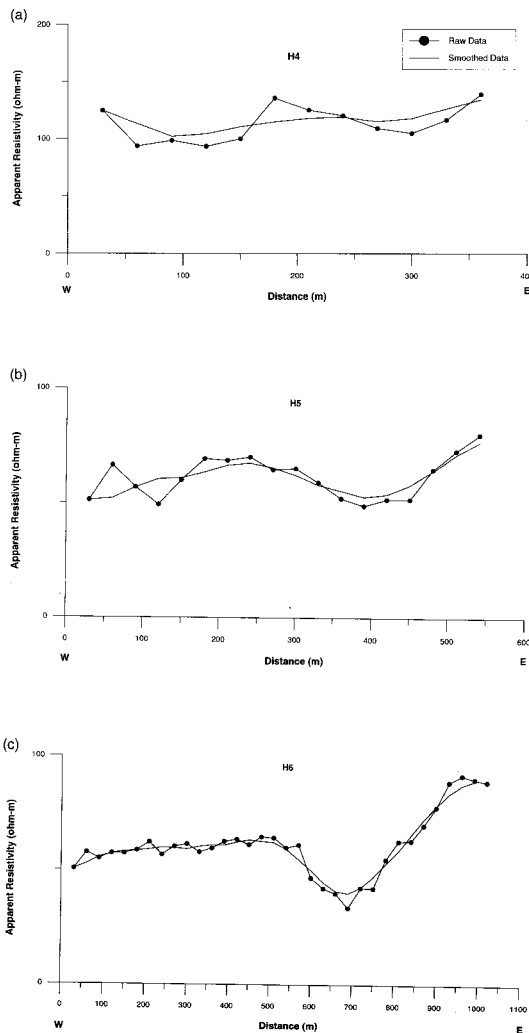 (a)
200
Raw Data
Smoothed Data
H4
Apparent Resistivity (ohm-m)
100
0
0 100 200 300 40
W Distance (m) E
(b)
100
H5
Apparent Resistivity (ohm-m)
0
0 100 200 300 400 500 600
W Distance (m) E
(c)
100
H6
Apparent Resistivity (ohm-m)
0
0 100 200 300 400 500 600 700 800 900 1000 1100
W Distance (m) E